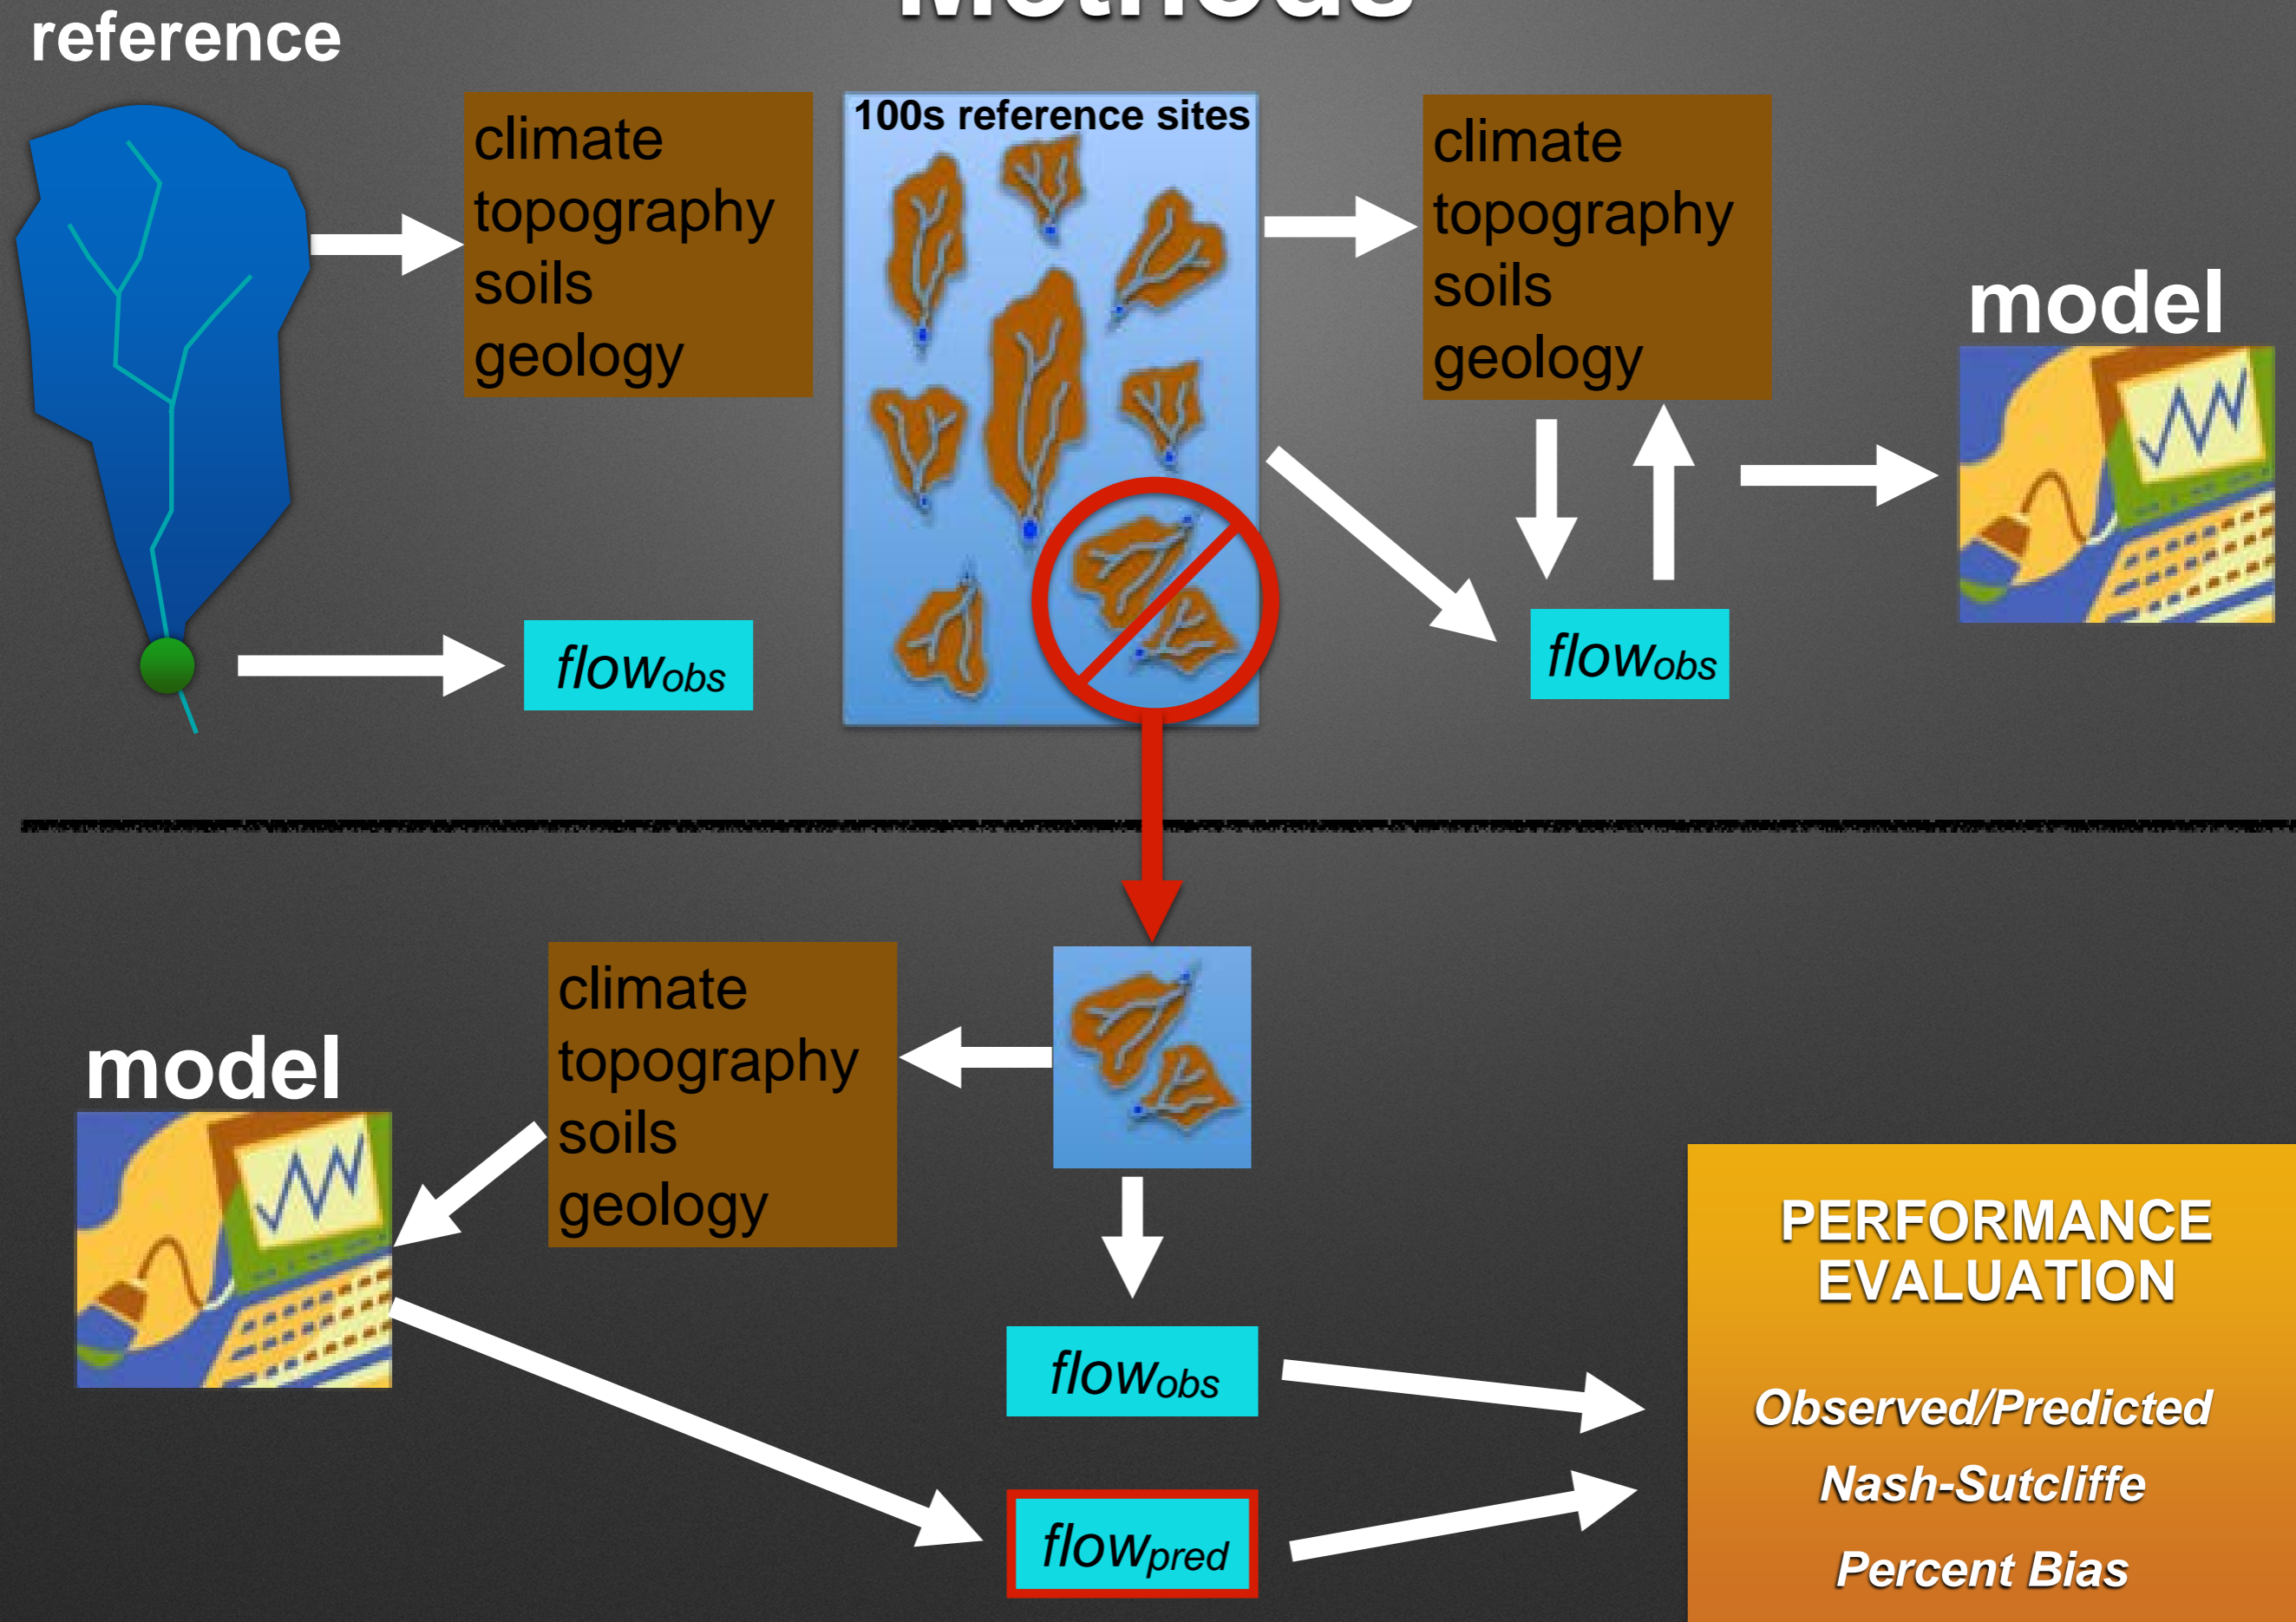 Methods
reference
climate
topography
soils
geology
flowobs
100s reference sites
climate
topography
soils
geology
flowobs
model
model
climate
topography
soils
geology
flowobs
flowpred
PERFORMANCE
EVALUATION
Observed/Predicted
Nash-Sutcliffe
Percent Bias